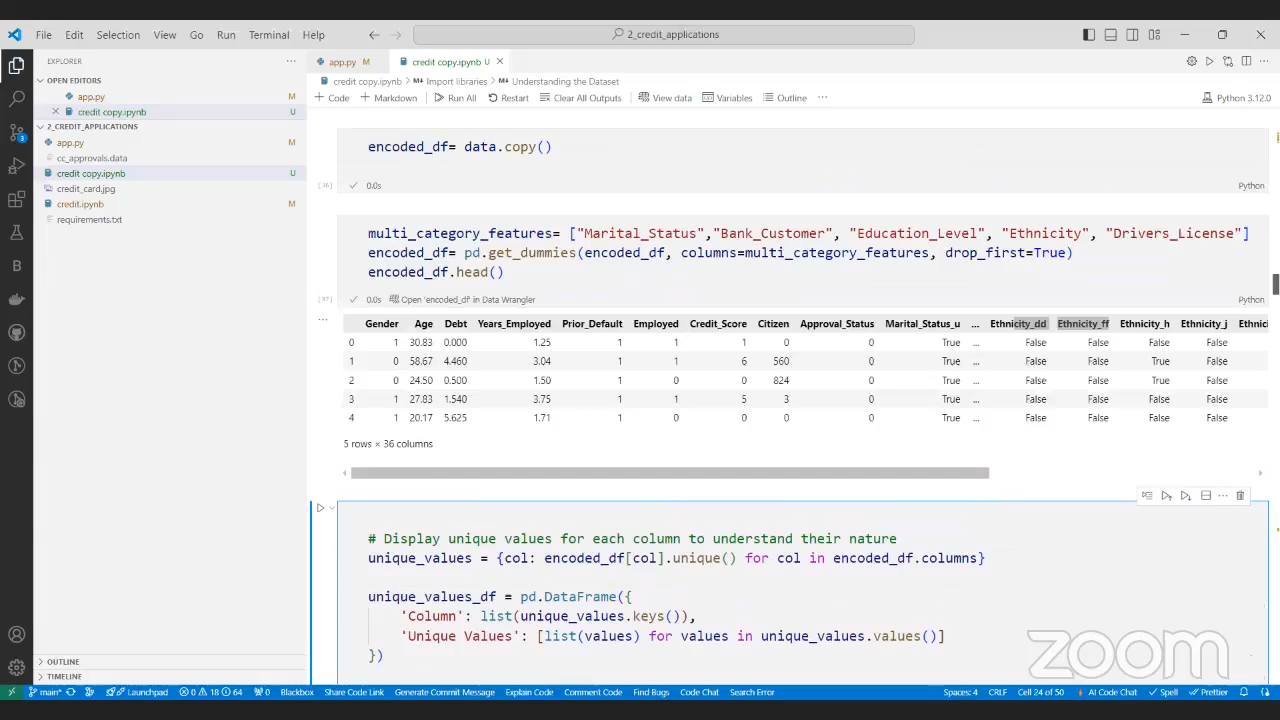 File Edit Selection View Go Run Terminal Help
2_credit_applications
EXPLORER
OPEN EDITORS
app.py M
credit copy.ipynb U
2_CREDIT_APPLICATIONS
app.py M
cc_approvals.data
credit copy.ipynb U
credit_card.jpg
credit.ipynb M
requirements.txt
OUTLINE
TIMELINE
app.py M credit copy.ipynb U
credit copy.ipynb > M↓ Import libraries > M↓ Understanding the Dataset
+ Code + Markdown Run All Restart Clear All Outputs View data Variables Outline ... Python 3.12.0
encoded_df= data.copy()
[36] ✓ 0.0s Python
multi_category_features= ["Marital_Status","Bank_Customer", "Education_Level", "Ethnicity", "Drivers_License"]
encoded_df= pd.get_dummies(encoded_df, columns=multi_category_features, drop_first=True)
encoded_df.head()
[37] ✓ 0.0s Open 'encoded_df' in Data Wrangler Python
Gender Age Debt Years_Employed Prior_Default Employed Credit_Score Citizen Approval_Status Marital_Status_u ... Ethnicity_dd Ethnicity_ff Ethnicity_h Ethnicity_j Ethnici
0 1 30.83 0.000 1.25 1 1 1 0 0 True ... False False False False
1 0 58.67 4.460 3.04 1 1 6 560 0 True ... False False True False
2 0 24.50 0.500 1.50 1 0 0 824 0 True ... False False True False
3 1 27.83 1.540 3.75 1 1 5 3 0 True ... False False False False
4 1 20.17 5.625 1.71 1 0 0 0 0 True ... False False False False
5 rows × 36 columns
# Display unique values for each column to understand their nature
unique_values = {col: encoded_df[col].unique() for col in encoded_df.columns}
unique_values_df = pd.DataFrame({
'Column': list(unique_values.keys()),
'Unique Values': [list(values) for values in unique_values.values()]
})
zoom
main* Launchpad 0 18 64 0 Blackbox Share Code Link Generate Commit Message Explain Code Comment Code Find Bugs Code Chat Search Error Spaces: 4 CRLF Cell 24 of 50 AI Code Chat Spell Prettier